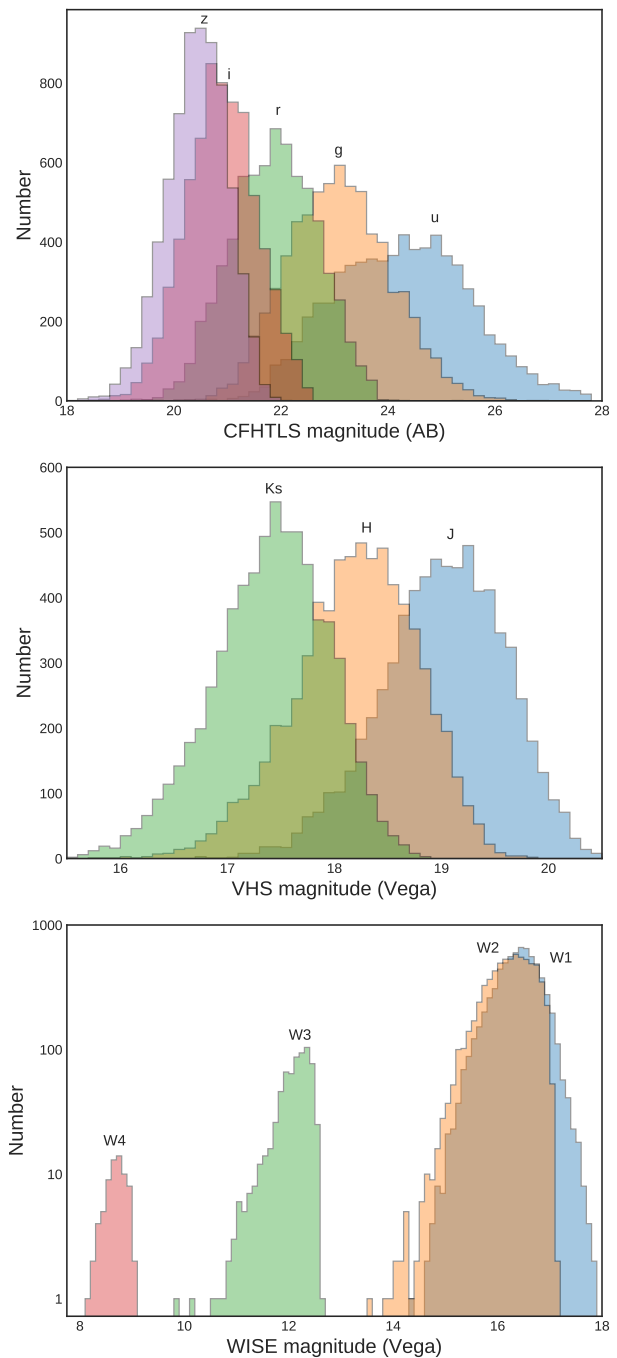 z
i
r
g
u
800
600
400
200
0
Number
18 20 22 24 26 28
CFHTLS magnitude (AB)
Ks
H
J
600
500
400
300
200
100
0
Number
16 17 18 19 20
VHS magnitude (Vega)
W4
W3
W2
W1
1000
100
10
1
Number
8 10 12 14 16 18
WISE magnitude (Vega)